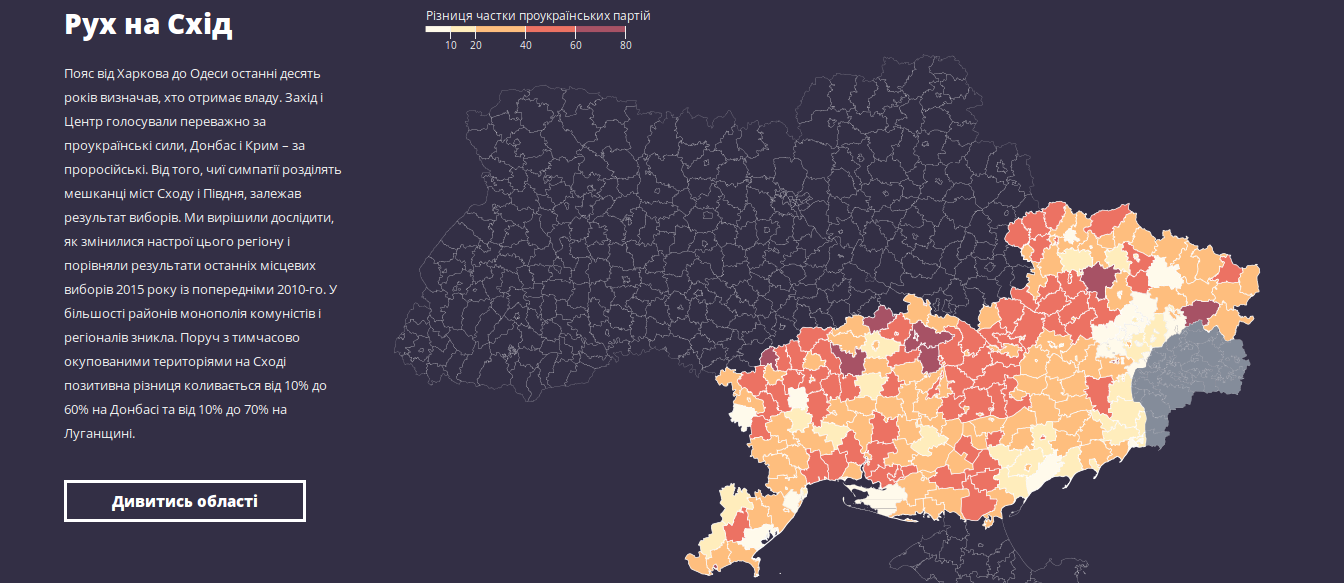 Рух на Схід
Пояс від Харкова до Одеси останні десять
років визначав, хто отримає владу. Захід і
Центр голосували переважно за
проукраїнські сили, Донбас і Крим – за
проросійські. Від того, чиї симпатії розділять
мешканці міст Сходу і Півдня, залежав
результат виборів. Ми вирішили дослідити,
як змінилися настрої цього регіону і
порівняли результати останніх місцевих
виборів 2015 року із попередніми 2010-го. У
більшості районів монополія комуністів і
регіоналів зникла. Поруч з тимчасово
окупованими територіями на Сході
позитивна різниця коливається від 10% до
60% на Донбасі та від 10% до 70% на
Луганщині.
Дивитись області
Різниця частки проукраїнських партій
10 20 40 60 80